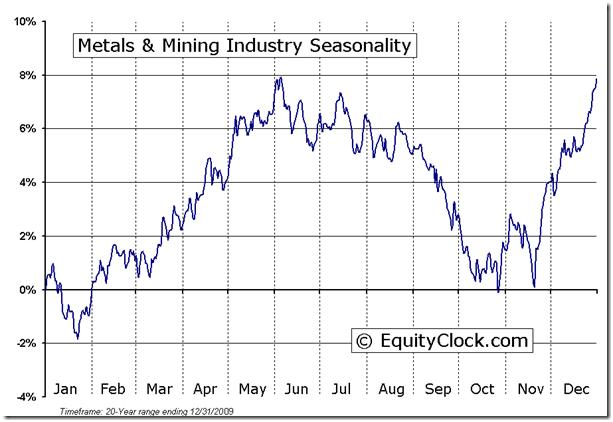 Metals & Mining Industry Seasonality
10%
8%
6%
4%
2%
0%
-2%
-4%
© EquityClock.com
Jan Feb Mar Apr May Jun Jul Aug Sep Oct Nov Dec
Timeframe: 20-Year range ending 12/31/2009